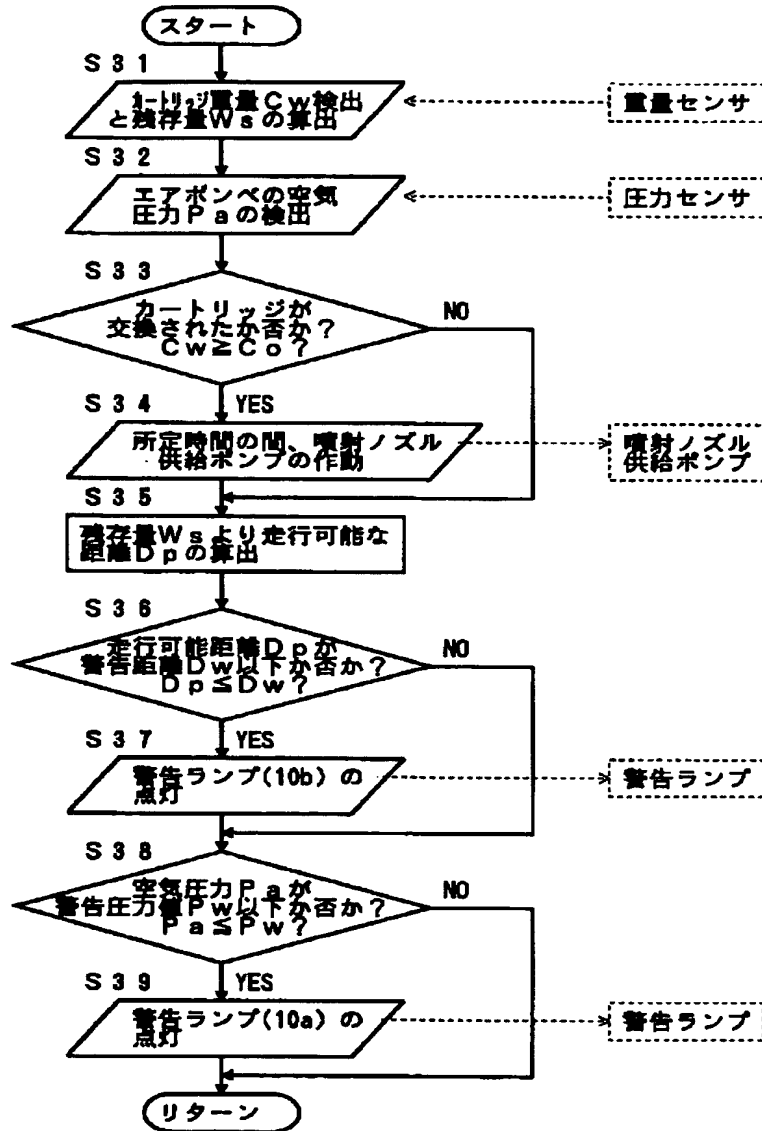 スタート
S31
カートリッジ重量Cw検出
と残存量Wsの算出
重量センサ
S32
エアボンベの空気
圧力Paの検出
圧力センサ
S33
カートリッジが
交換されたか否か?
Cw≧Co?
NO
YES
S34
所定時間の間、噴射ノズル
供給ポンプの作動
噴射ノズル
供給ポンプ
S35
残存量Wsより走行可能な
距離Dpの算出
S36
走行可能距離Dpが
警告距離Dw以下か否か?
Dp≦Dw?
NO
YES
S37
警告ランプ(10b)の
点灯
警告ランプ
S38
空気圧力Paが
警告圧力値Pw以下か否か?
Pa≦Pw?
NO
YES
S39
警告ランプ(10a)の
点灯
警告ランプ
リターン